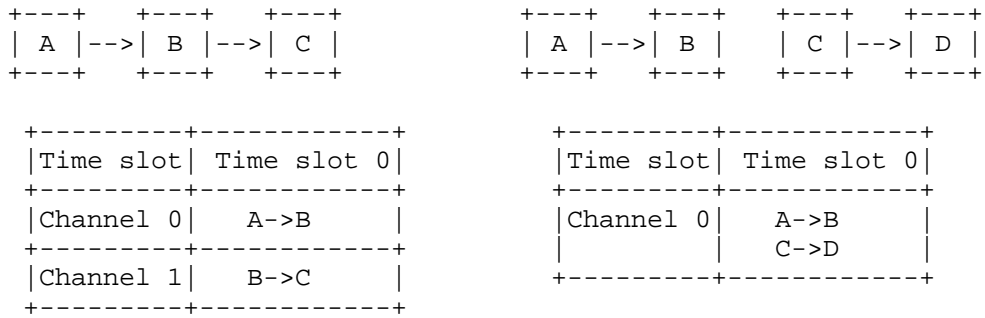 +---+   +---+   +---+                +---+   +---+   +---+   +---+
| A |-->| B |-->| C |                | A |-->| B |   | C |-->| D |
+---+   +---+   +---+                +---+   +---+   +---+   +---+
+---------+------------+              +---------+------------+
|Time slot| Time slot 0|              |Time slot| Time slot 0|
+---------+------------+              +---------+------------+
|Channel 0|   A->B     |              |Channel 0|   A->B     |
+---------+------------+              |         |   C->D     |
|Channel 1|   B->C     |              +---------+------------+
+---------+------------+